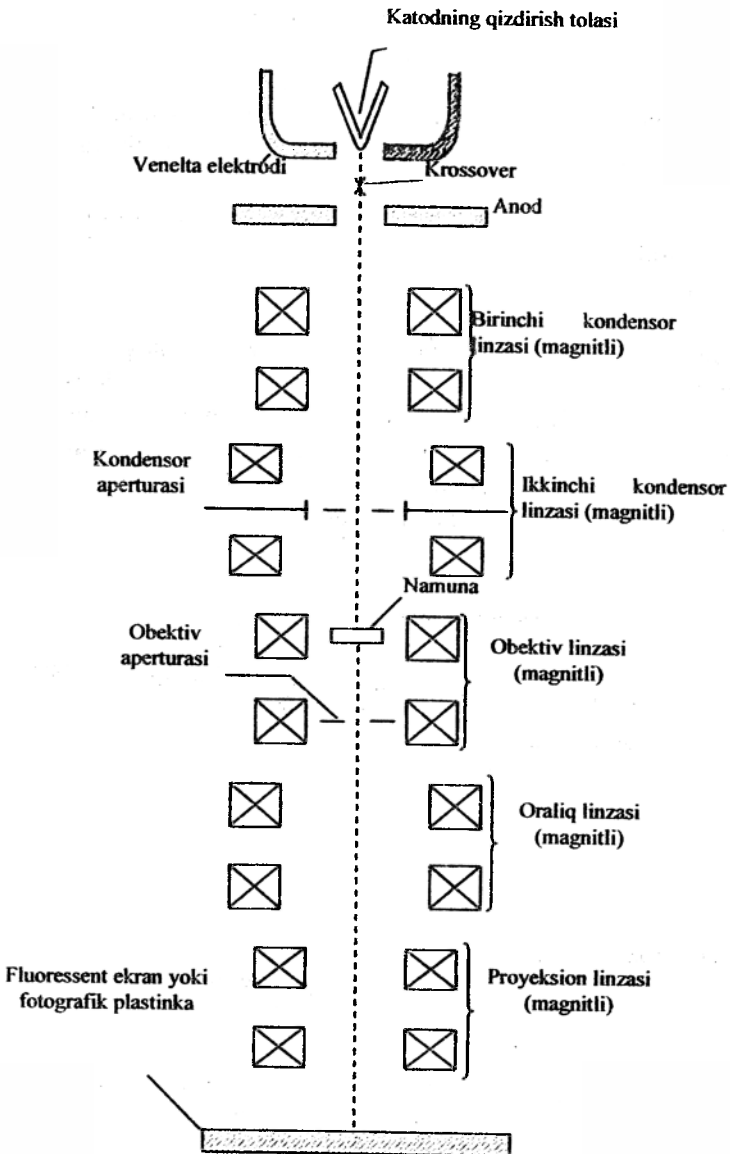 Katodning qizdirish tolasi
Venelta elektrodi
Krossover
Anod
Birinchi kondensor
linzasi (magnitli)
Kondensor
aperturasi
Ikkinchi kondensor
linzasi (magnitli)
Namuna
Obektiv
aperturasi
Obektiv linzasi
(magnitli)
Oraliq linzasi
(magnitli)
Fluoressent ekran yoki
fotografik plastinka
Proyeksion linzasi
(magnitli)